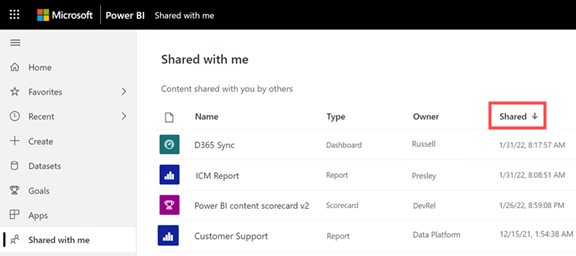 Microsoft Power BI Shared with me
Home
Favorites
Recent
Create
Datasets
Goals
Apps
Shared with me
Shared with me
Content shared with you by others
Name Type Owner Shared
D365 Sync Dashboard Russell 1/31/22, 8:17:57 AM
ICM Report Report Presley 1/31/22, 8:08:51 AM
Power BI content scorecard v2 Scorecard DevRel 1/26/22, 8:59:08 PM
Customer Support Report Data Platform 12/15/21, 1:54:38 AM